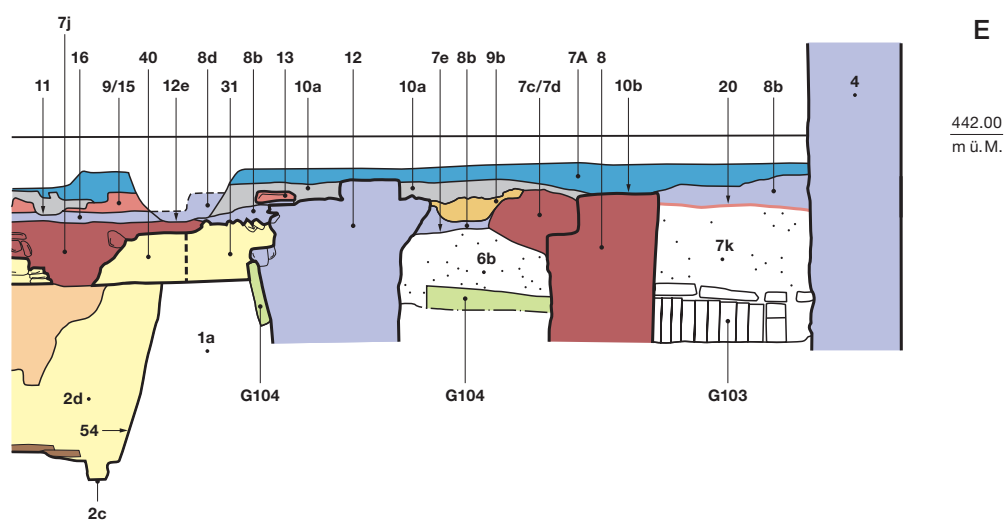 E
7j
16 40 8d 8b 13 12 7e 8b 9b 7A 8 4
11 9/15 12e 31 10a 10a 7c/7d 10b 20 8b
442.00
m ü.M.
6b
7k
1a
G104 G104 G103
2d
54
2c